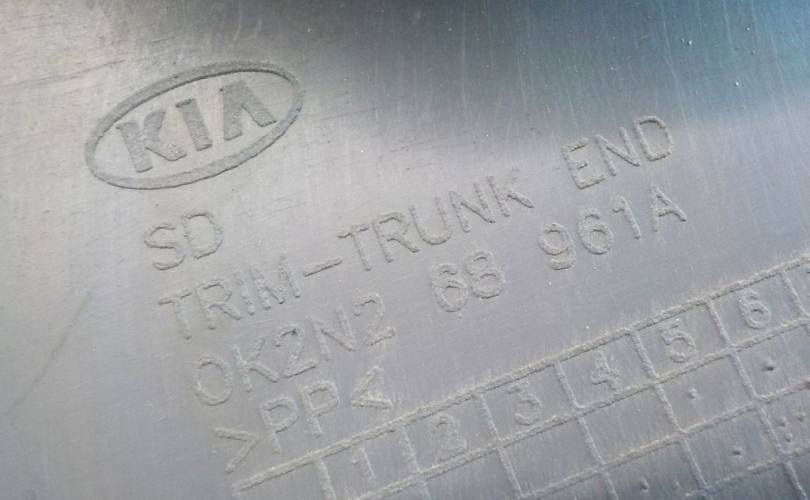 KIA
SD
TRIM-TRUNK END
0K2N2 68 961A
>PP<
1 2 3 4 5 6